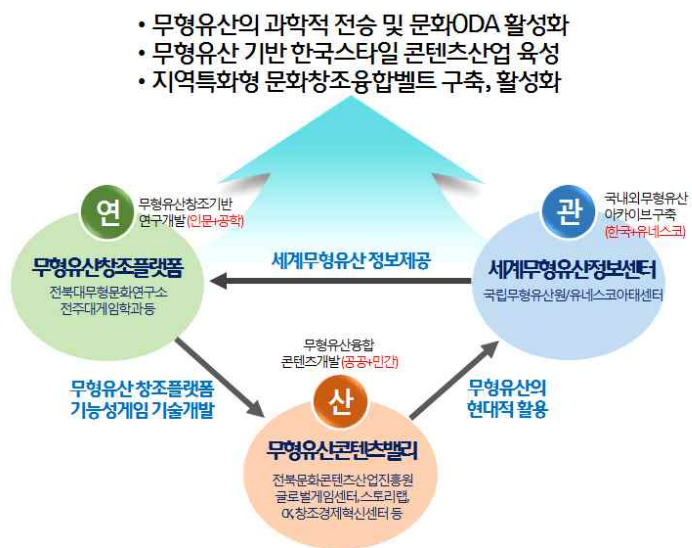 • 무형유산의 과학적 전승 및 문화ODA 활성화
• 무형유산 기반 한국스타일 콘텐츠산업 육성
• 지역특화형 문화창조융합벨트 구축, 활성화
연
무형유산창조기반
연구개발(인문+공학)
무형유산창조플랫폼
전북대무형문화연구소
전주대게임학과등
관
국내외무형유산
아카이브구축
(한국+유네스코)
세계무형유산정보센터
국립무형유산원/유네스코아태센터
세계무형유산 정보제공
무형유산 창조플랫폼
기능성게임 기술개발
무형유산융합
콘텐츠개발(공공+민간)
산
무형유산콘텐츠밸리
전북문화콘텐츠산업진흥원
글로벌게임센터,스토리랩,
CK,창조경제혁신센터 등
무형유산의
현대적 활용